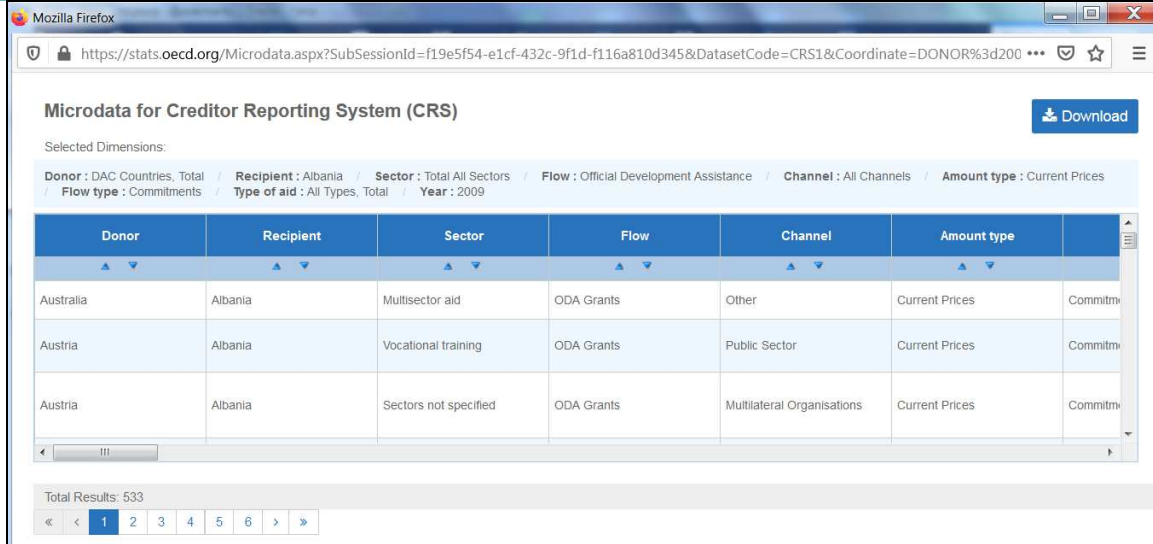 Mozilla Firefox
https://stats.oecd.org/Microdata.aspx?SubSessionId=f19e5f54-e1cf-432c-9f1d-f116a810d345&DatasetCode=CRS1&Coordinate=DONOR%3d200
Microdata for Creditor Reporting System (CRS)
Download
Selected Dimensions:
Donor : DAC Countries, Total / Recipient : Albania / Sector : Total All Sectors / Flow : Official Development Assistance / Channel : All Channels / Amount type : Current Prices
/ Flow type : Commitments / Type of aid : All Types, Total / Year : 2009
Donor Recipient Sector Flow Channel Amount type
Australia Albania Multisector aid ODA Grants Other Current Prices Commitm
Austria Albania Vocational training ODA Grants Public Sector Current Prices Commitm
Austria Albania Sectors not specified ODA Grants Multilateral Organisations Current Prices Commitm
Total Results: 533
« < 1 2 3 4 5 6 > »